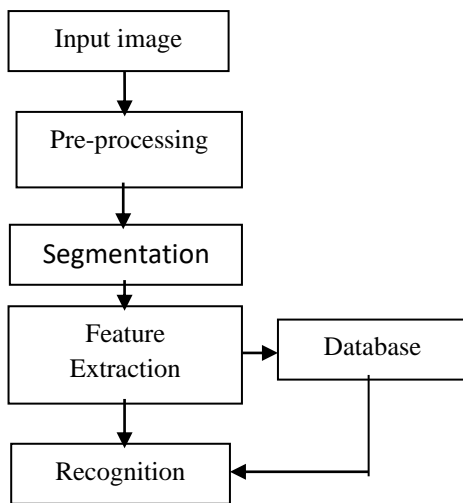 Input image
Pre-processing
Segmentation
Feature
Extraction
Database
Recognition